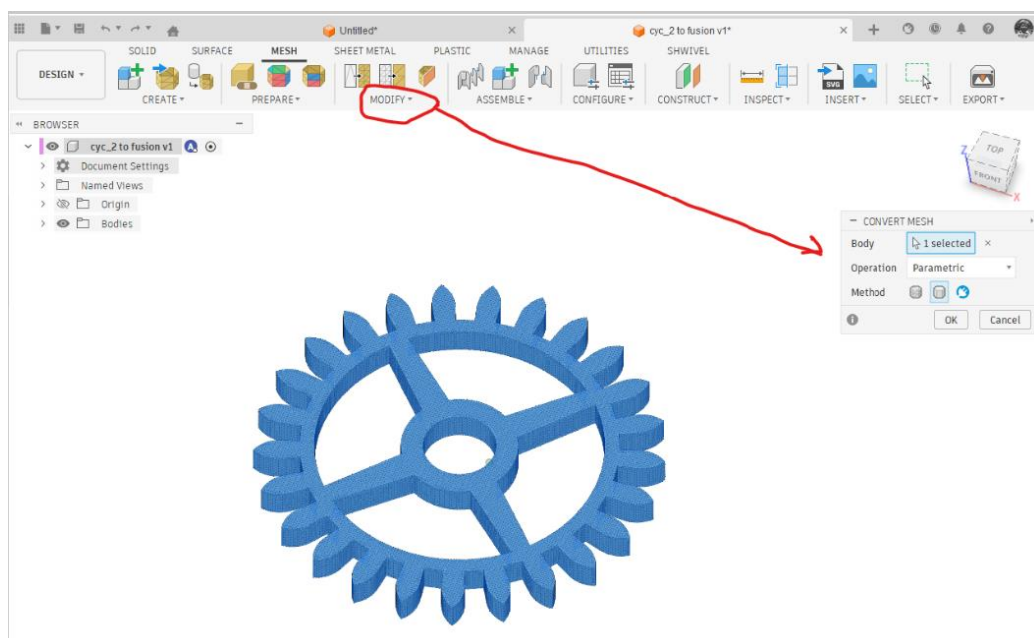 Untitled*
cyc_2 to fusion v1*
SOLID SURFACE MESH SHEET METAL PLASTIC MANAGE UTILITIES SHWIVEL
DESIGN
CREATE PREPARE MODIFY ASSEMBLE CONFIGURE CONSTRUCT INSPECT INSERT SELECT EXPORT
SVG
BROWSER
cyc_2 to fusion v1
A
Document Settings
Named Views
Origin
Bodies
TOP
FRONT
Z
X
CONVERT MESH
Body 1 selected
Operation Parametric
Method
OK Cancel